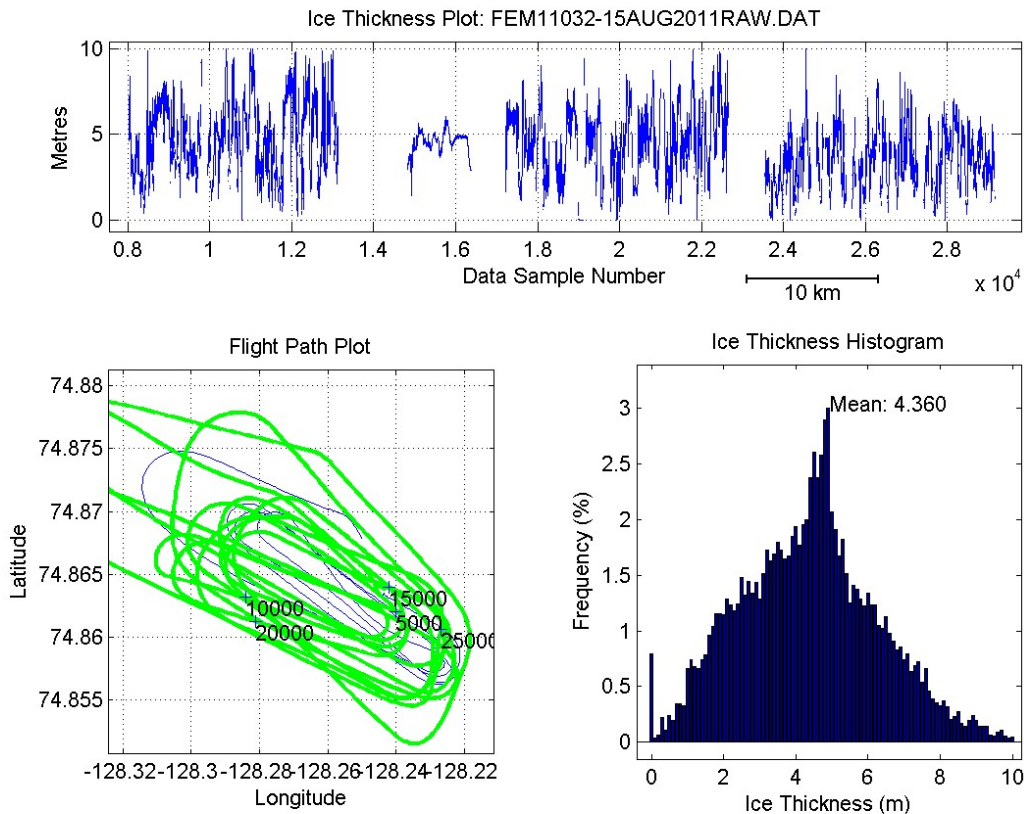 Ice Thickness Plot: FEM11032-15AUG2011RAW.DAT
10
5
0
Metres
0.8 1 1.2 1.4 1.6 1.8 2 2.2 2.4 2.6 2.8
Data Sample Number
x 10^4
10 km
Flight Path Plot
74.88
74.875
74.87
74.865
74.86
74.855
Latitude
15000
10000
5000
20000
25000
-128.32 -128.3 -128.28 -128.26 -128.24 -128.22
Longitude
Ice Thickness Histogram
Mean: 4.360
3
2.5
2
1.5
1
0.5
0
Frequency (%)
0 2 4 6 8 10
Ice Thickness (m)